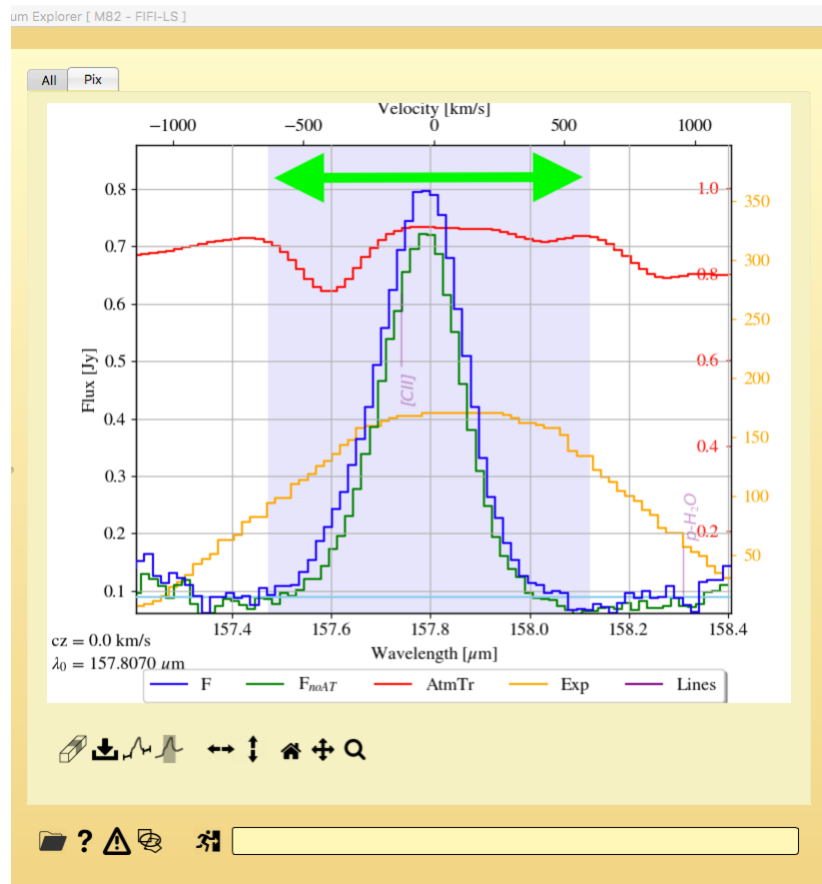 um Explorer [ M82 - FIFI-LS ]
All Pix
Velocity [km/s]
−1000 −500 0 500 1000
0.8
0.7
0.6
0.5
0.4
0.3
0.2
0.1
Flux [Jy]
1.0
0.8
0.6
0.4
0.2
350
300
250
200
150
100
50
[CII]
p-H₂O
157.4 157.6 157.8 158.0 158.2 158.4
Wavelength [μm]
cz = 0.0 km/s
λ₀ = 157.8070 μm
F FnoAT AtmTr Exp Lines
?